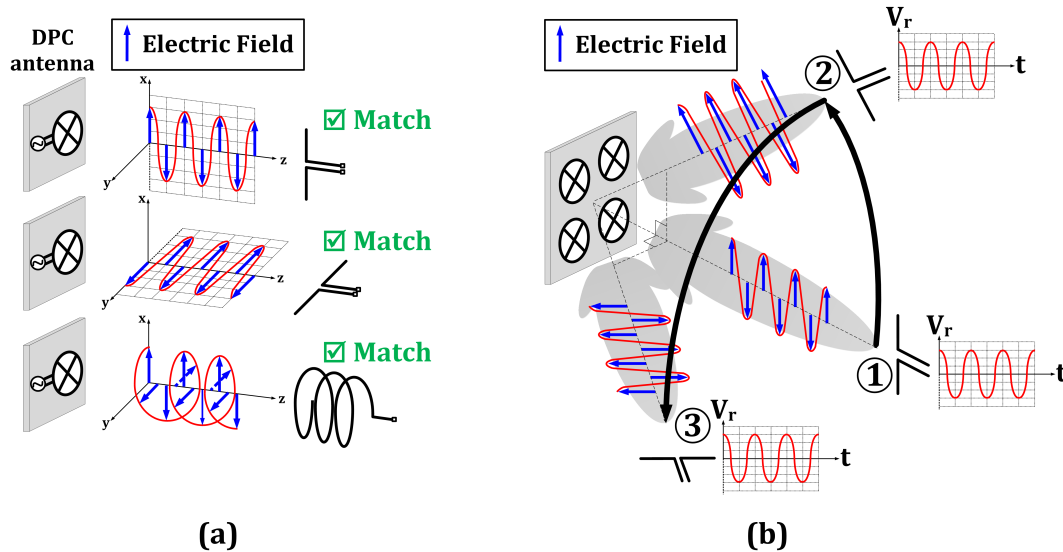 DPC
antenna
Electric Field
x
y
z
Match
x
y
z
Match
x
y
z
Match
(a)
Electric Field
②
Vr
t
①
Vr
t
③
Vr
t
(b)